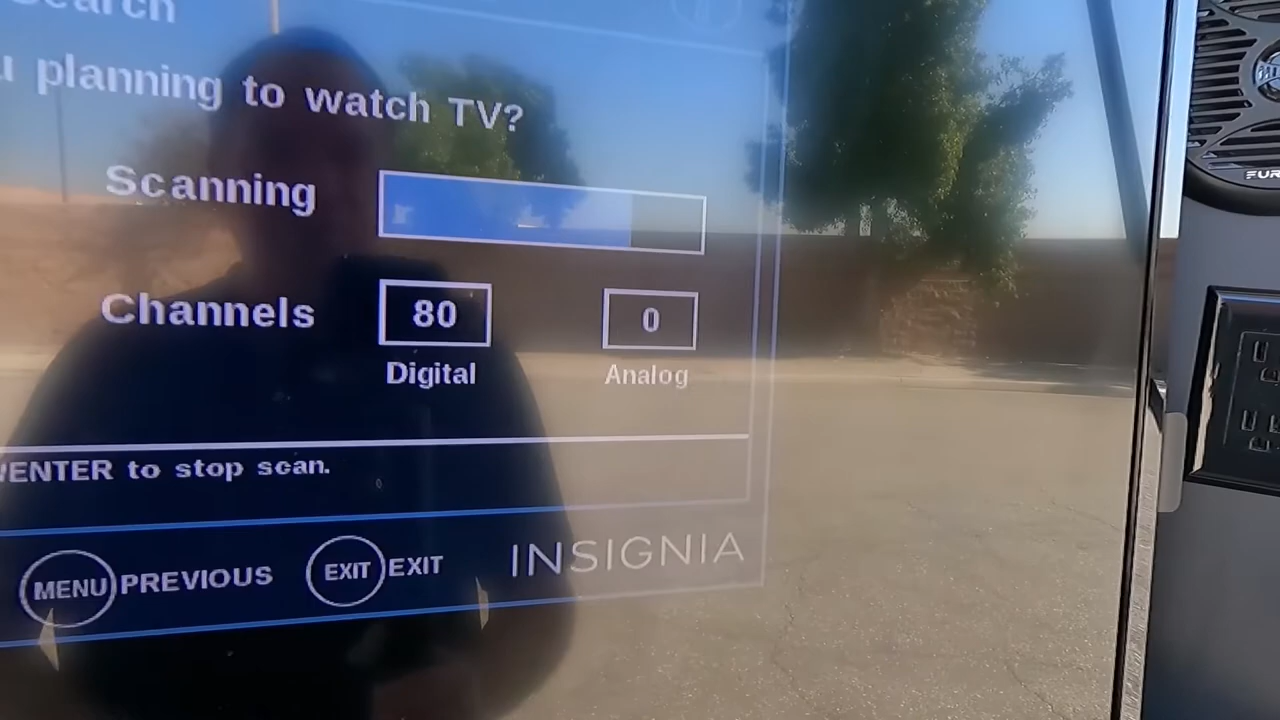 Search
planning to watch TV?
Scanning
Channels 80 0
Digital Analog
/ENTER to stop scan.
MENU PREVIOUS EXIT EXIT INSIGNIA